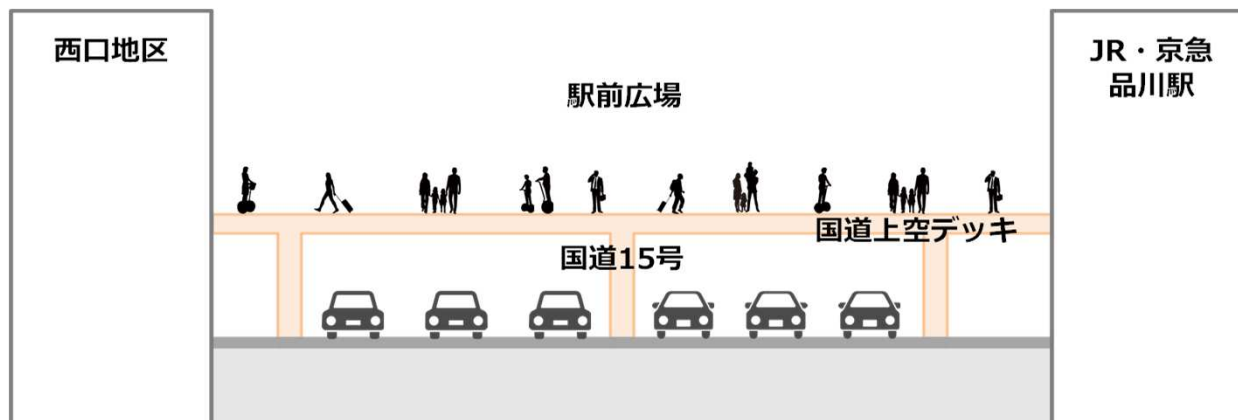 西口地区
JR・京急
品川駅
駅前広場
国道上空デッキ
国道15号